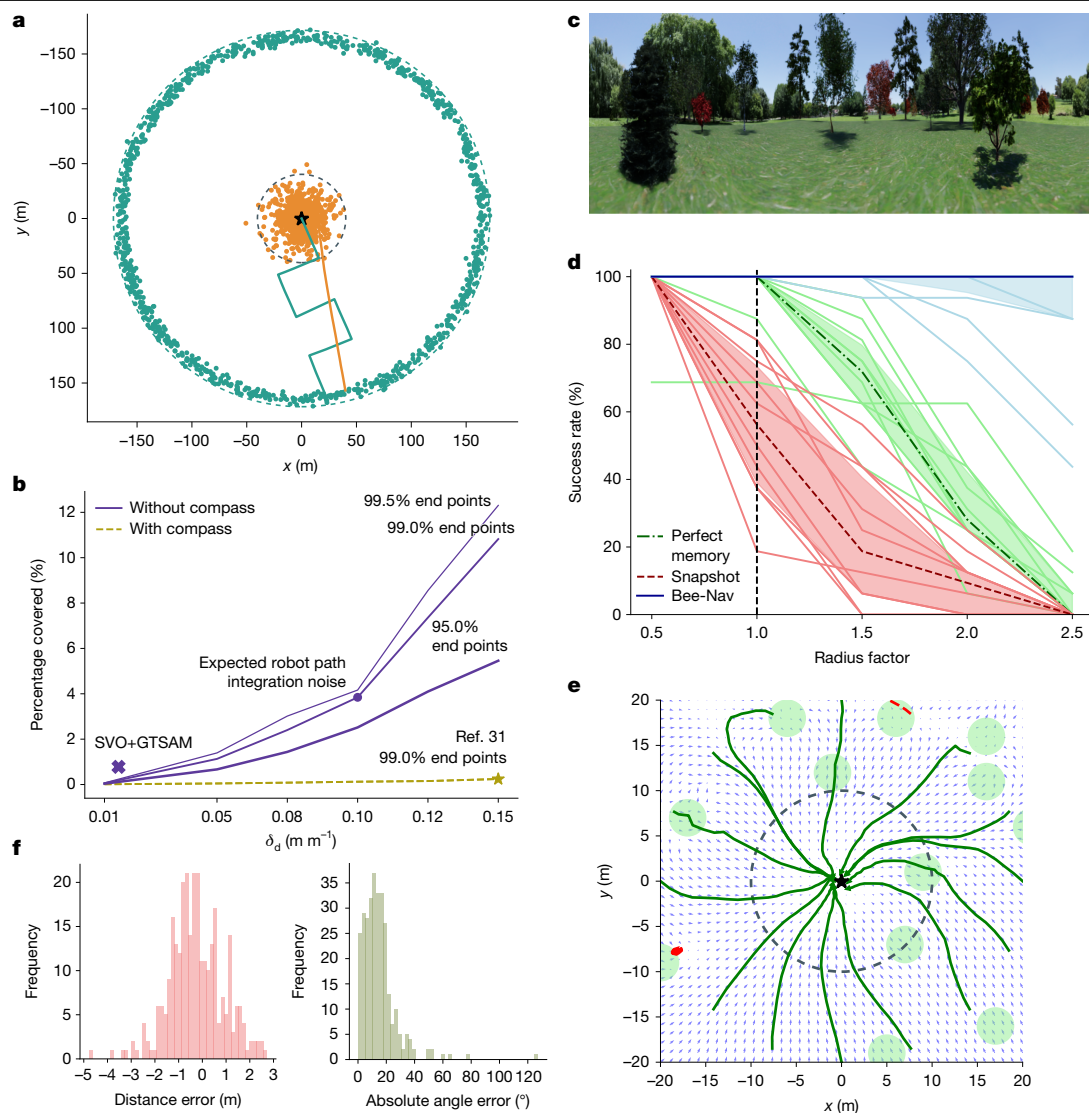 a
−150
−100
−50
0
50
100
150
y (m)
−150 −100 −50 0 50 100 150
x (m)
b
Without compass
With compass
99.5% end points
99.0% end points
95.0%
end points
Expected robot path
integration noise
SVO+GTSAM
Ref. 31
99.0% end points
12
10
8
6
4
2
0
Percentage covered (%)
0.01 0.05 0.08 0.10 0.12 0.15
δd (m m−1)
c
d
100
80
60
40
20
0
Success rate (%)
Perfect
memory
Snapshot
Bee-Nav
0.5 1.0 1.5 2.0 2.5
Radius factor
e
20
15
10
5
0
−5
−10
−15
−20
y (m)
−20 −15 −10 −5 0 5 10 15 20
x (m)
f
20
15
10
5
0
Frequency
−5 −4 −3 −2 −1 0 1 2 3
Distance error (m)
35
30
25
20
15
10
5
0
Frequency
0 20 40 60 80 100 120
Absolute angle error (°)